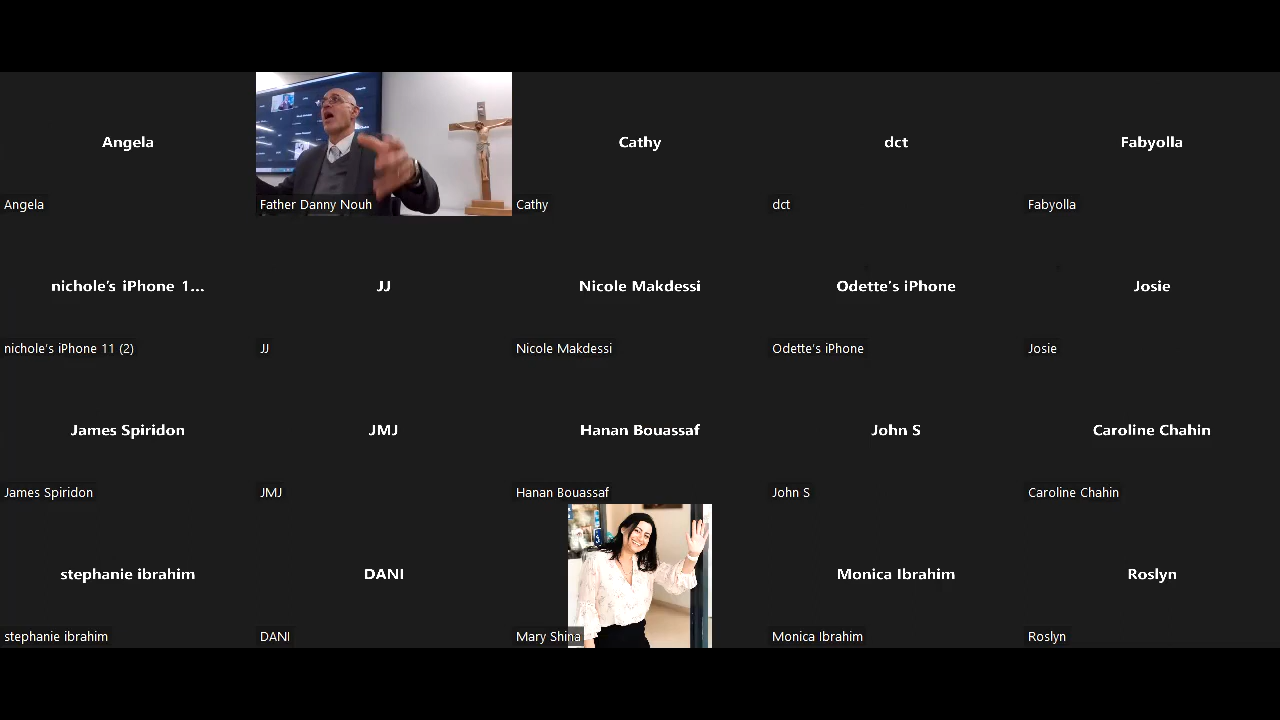 Angela
Cathy
dct
Fabyolla
Angela
Father Danny Nouh
Cathy
dct
Fabyolla
nichole's iPhone 1...
JJ
Nicole Makdessi
Odette's iPhone
Josie
nichole's iPhone 11 (2)
JJ
Nicole Makdessi
Odette's iPhone
Josie
James Spiridon
JMJ
Hanan Bouassaf
John S
Caroline Chahin
James Spiridon
JMJ
Hanan Bouassaf
John S
Caroline Chahin
stephanie ibrahim
DANI
Monica Ibrahim
Roslyn
stephanie ibrahim
DANI
Mary Shina
Monica Ibrahim
Roslyn